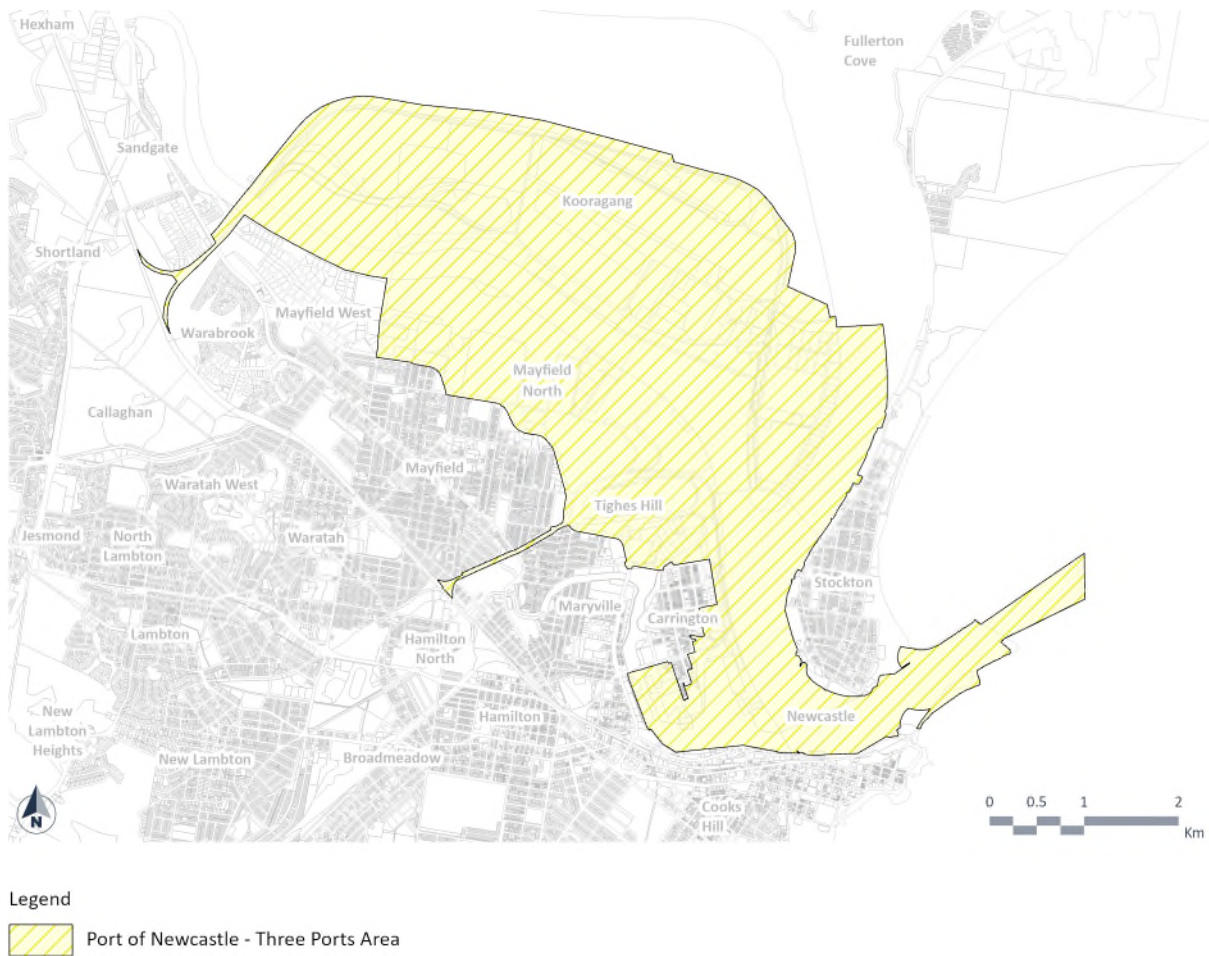 Hexham
Fullerton
Cove
Sandgate
Kooragang
Shortland
Mayfield West
Warabrook
Mayfield
North
Callaghan
Mayfield
Waratah West
Tighes Hill
Jesmond
North
Lambton
Waratah
Stockton
Maryville
Carrington
Lambton
Hamilton
North
New
Lambton
Heights
Hamilton
Newcastle
New Lambton
Broadmeadow
Cooks
Hill
N
0 0.5 1 2
Km
Legend
Port of Newcastle - Three Ports Area